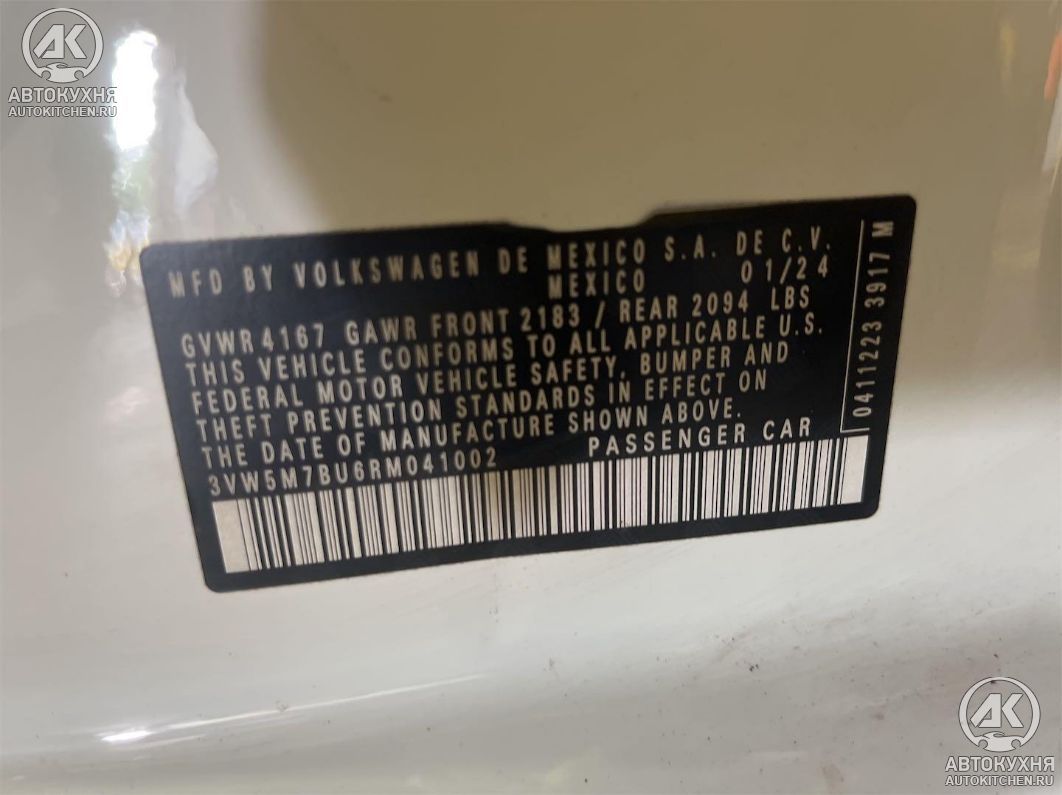 АК
АВТОКУХНЯ
AUTOKITCHEN.RU
MFD BY VOLKSWAGEN DE MEXICO S.A. DE C.V.
MEXICO 01/24
GVWR 4167 GAWR FRONT 2183 / REAR 2094 LBS
THIS VEHICLE CONFORMS TO ALL APPLICABLE U.S.
FEDERAL MOTOR VEHICLE SAFETY, BUMPER AND
THEFT PREVENTION STANDARDS IN EFFECT ON
THE DATE OF MANUFACTURE SHOWN ABOVE.
3VW5M7BU6RM041002 PASSENGER CAR
0411223 3917 M
АК
АВТОКУХНЯ
AUTOKITCHEN.RU